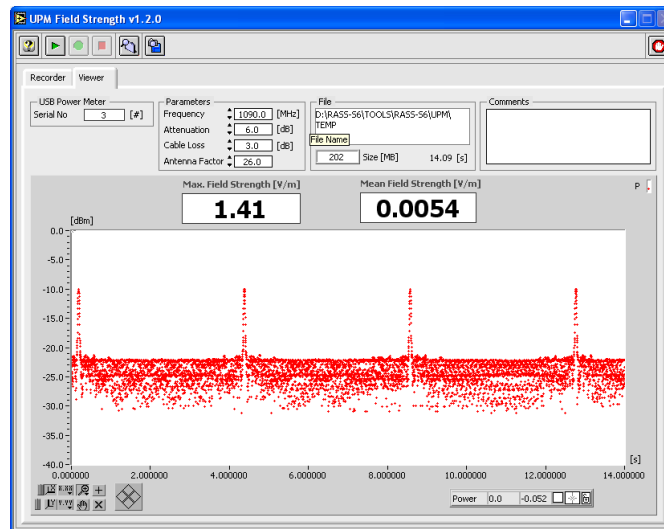 UPM Field Strength v1.2.0
Recorder Viewer
USB Power Meter
Serial No 3 [#]
Parameters
Frequency 1090.0 [MHz]
Attenuation 6.0 [dB]
Cable Loss 3.0 [dB]
Antenna Factor 26.0
File
D:\RASS-S6\TOOLS\RASS-S6\UPM\
TEMP
File Name
202 Size [MB] 14.09 [s]
Comments
Max. Field Strength [V/m]
1.41
Mean Field Strength [V/m]
0.0054
P
[dBm]
0.0
-5.0
-10.0
-15.0
-20.0
-25.0
-30.0
-35.0
-40.0
0.000000 2.000000 4.000000 6.000000 8.000000 10.000000 12.000000 14.000000
[s]
Power 0.0 -0.052